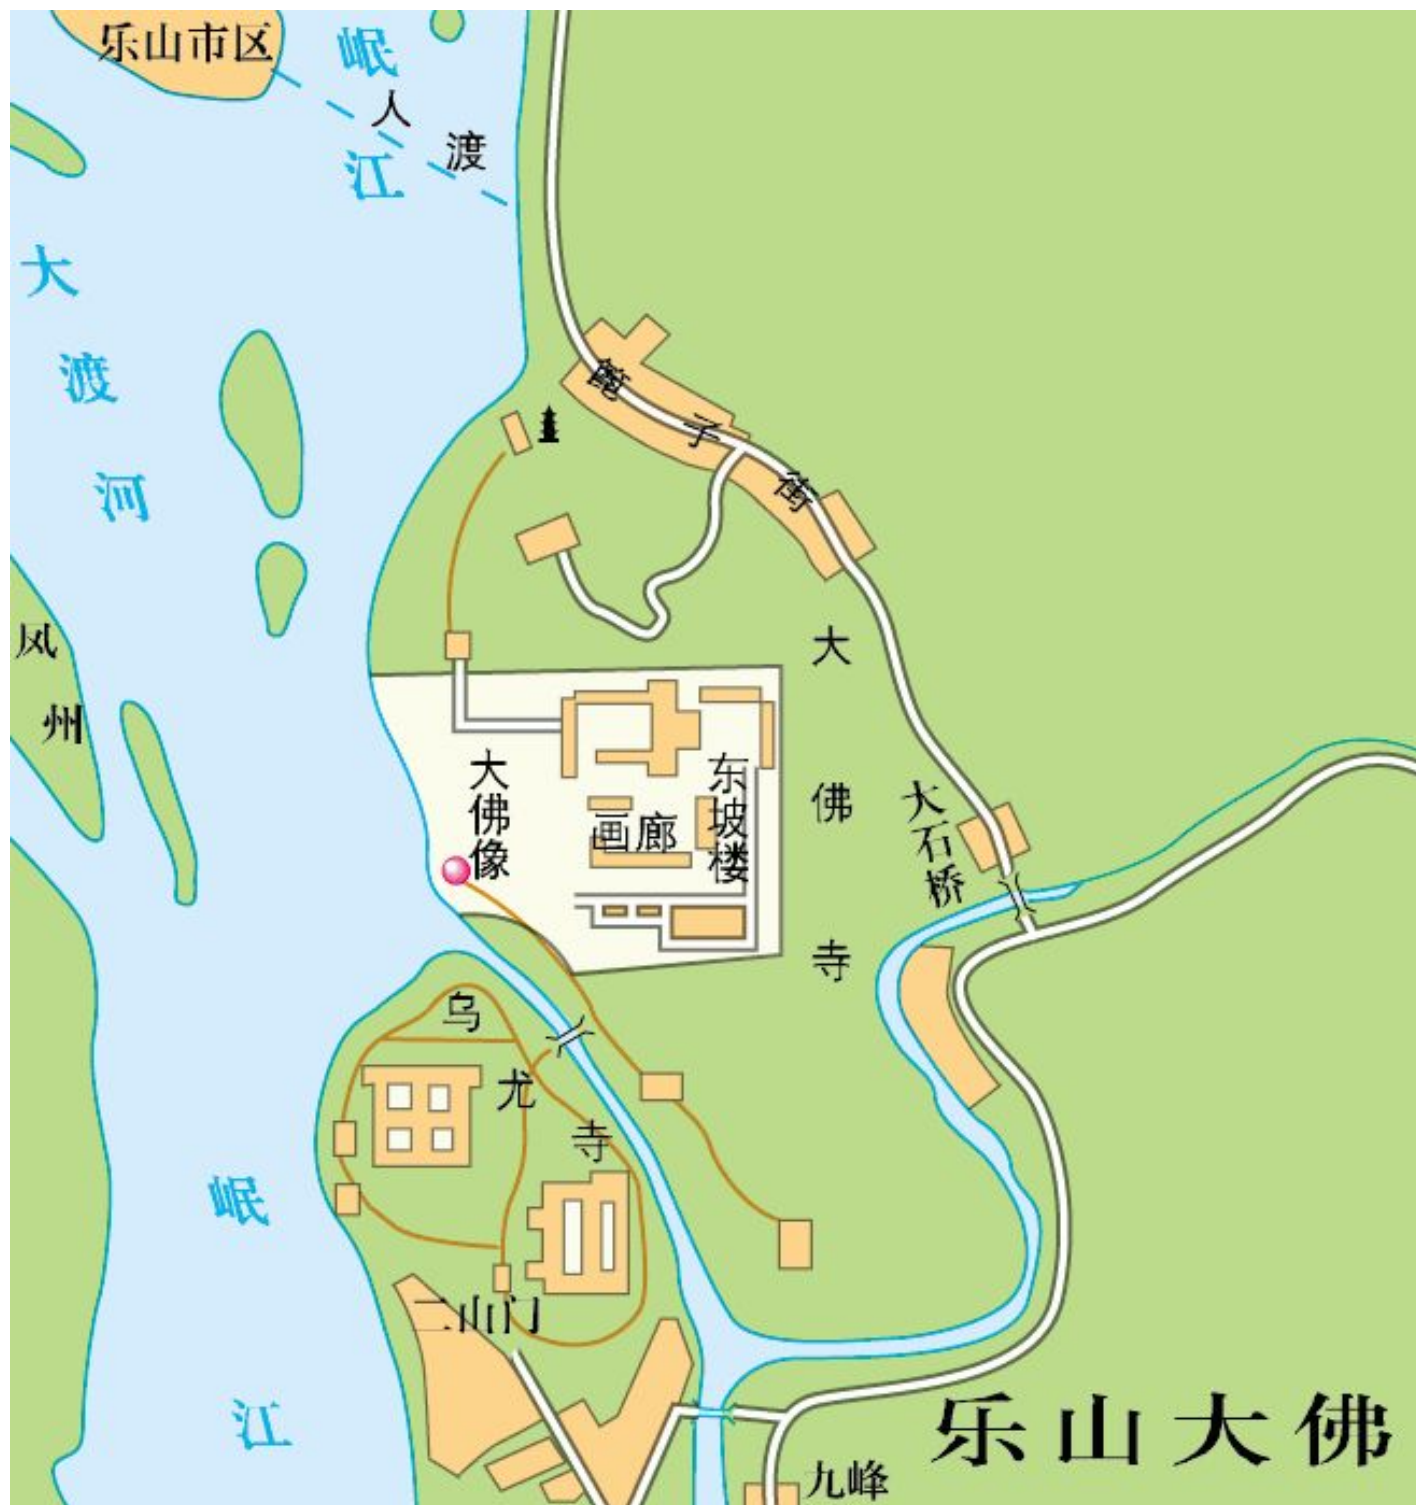 乐山市区
岷江
人渡
大渡河
凤州
篦子街
大佛寺
大佛像
画廊
东坡楼
大石桥
乌尤寺
二山门
岷江
乐山大佛
九峰